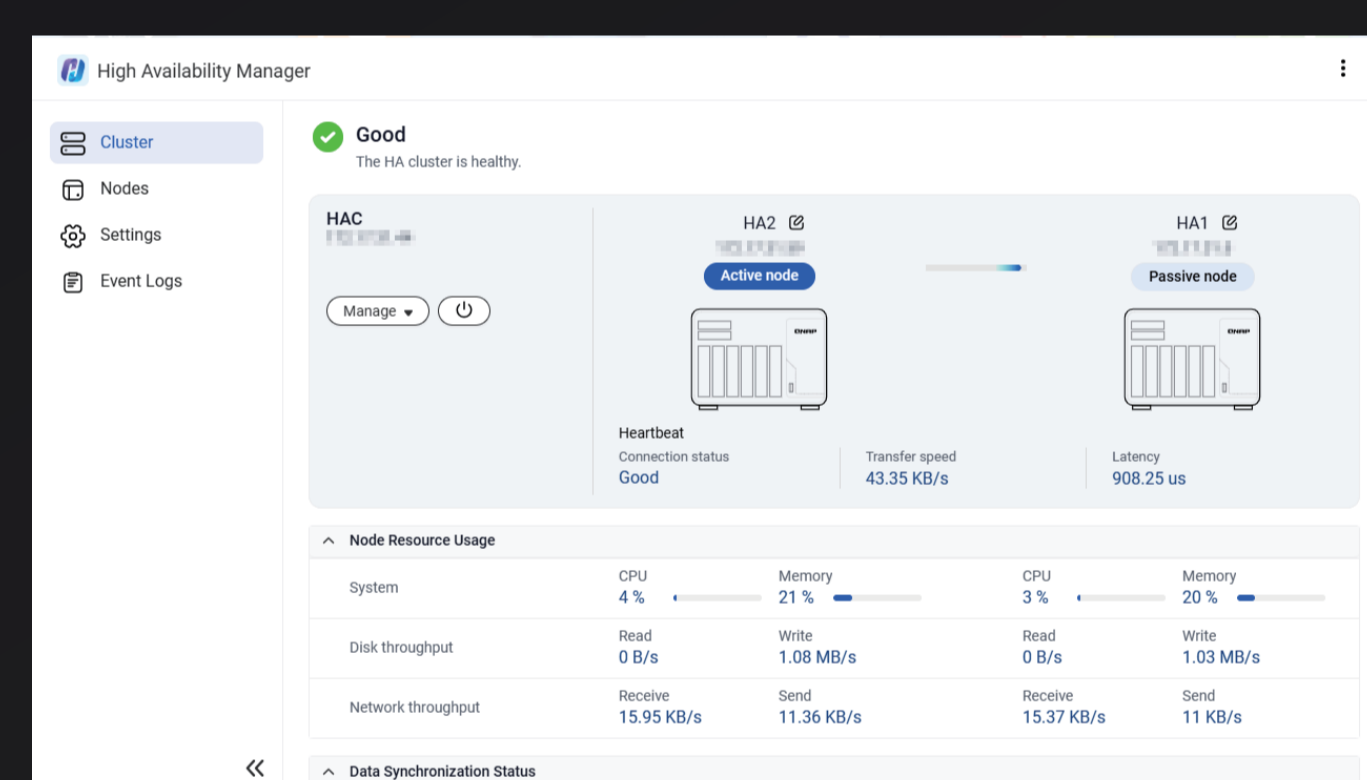 High Availability Manager
Cluster
Nodes
Settings
Event Logs
Good
The HA cluster is healthy.
HAC
Manage
HA2
Active node
QNAP
HA1
Passive node
QNAP
Heartbeat
Connection status
Good
Transfer speed
43.35 KB/s
Latency
908.25 us
Node Resource Usage
System
CPU
4 %
Memory
21 %
CPU
3 %
Memory
20 %
Disk throughput
Read
0 B/s
Write
1.08 MB/s
Read
0 B/s
Write
1.03 MB/s
Network throughput
Receive
15.95 KB/s
Send
11.36 KB/s
Receive
15.37 KB/s
Send
11 KB/s
Data Synchronization Status